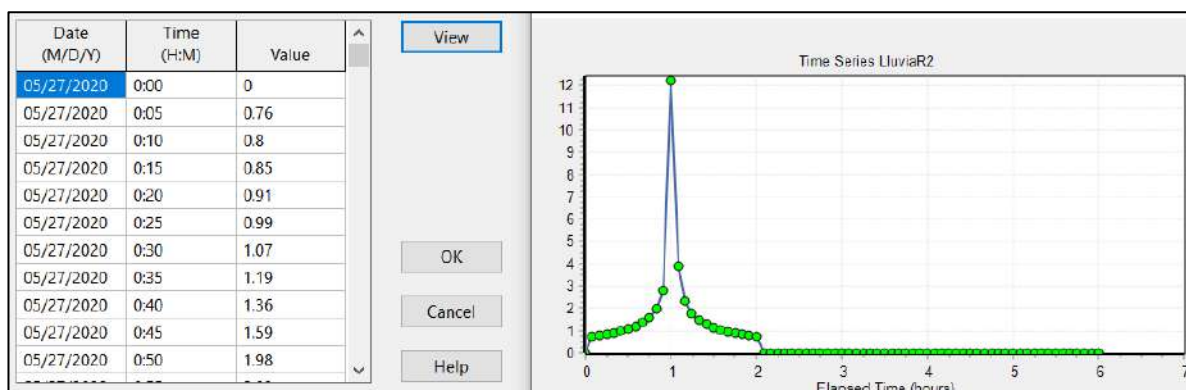 Date Time
(M/D/Y) (H:M) Value
05/27/2020 0:00 0
05/27/2020 0:05 0.76
05/27/2020 0:10 0.8
05/27/2020 0:15 0.85
05/27/2020 0:20 0.91
05/27/2020 0:25 0.99
05/27/2020 0:30 1.07
05/27/2020 0:35 1.19
05/27/2020 0:40 1.36
05/27/2020 0:45 1.59
05/27/2020 0:50 1.98
View
OK
Cancel
Help
Time Series LluviaR2
12
11
10
9
8
7
6
5
4
3
2
1
0
0 1 2 3 4 5 6 7
Elapsed Time (hours)